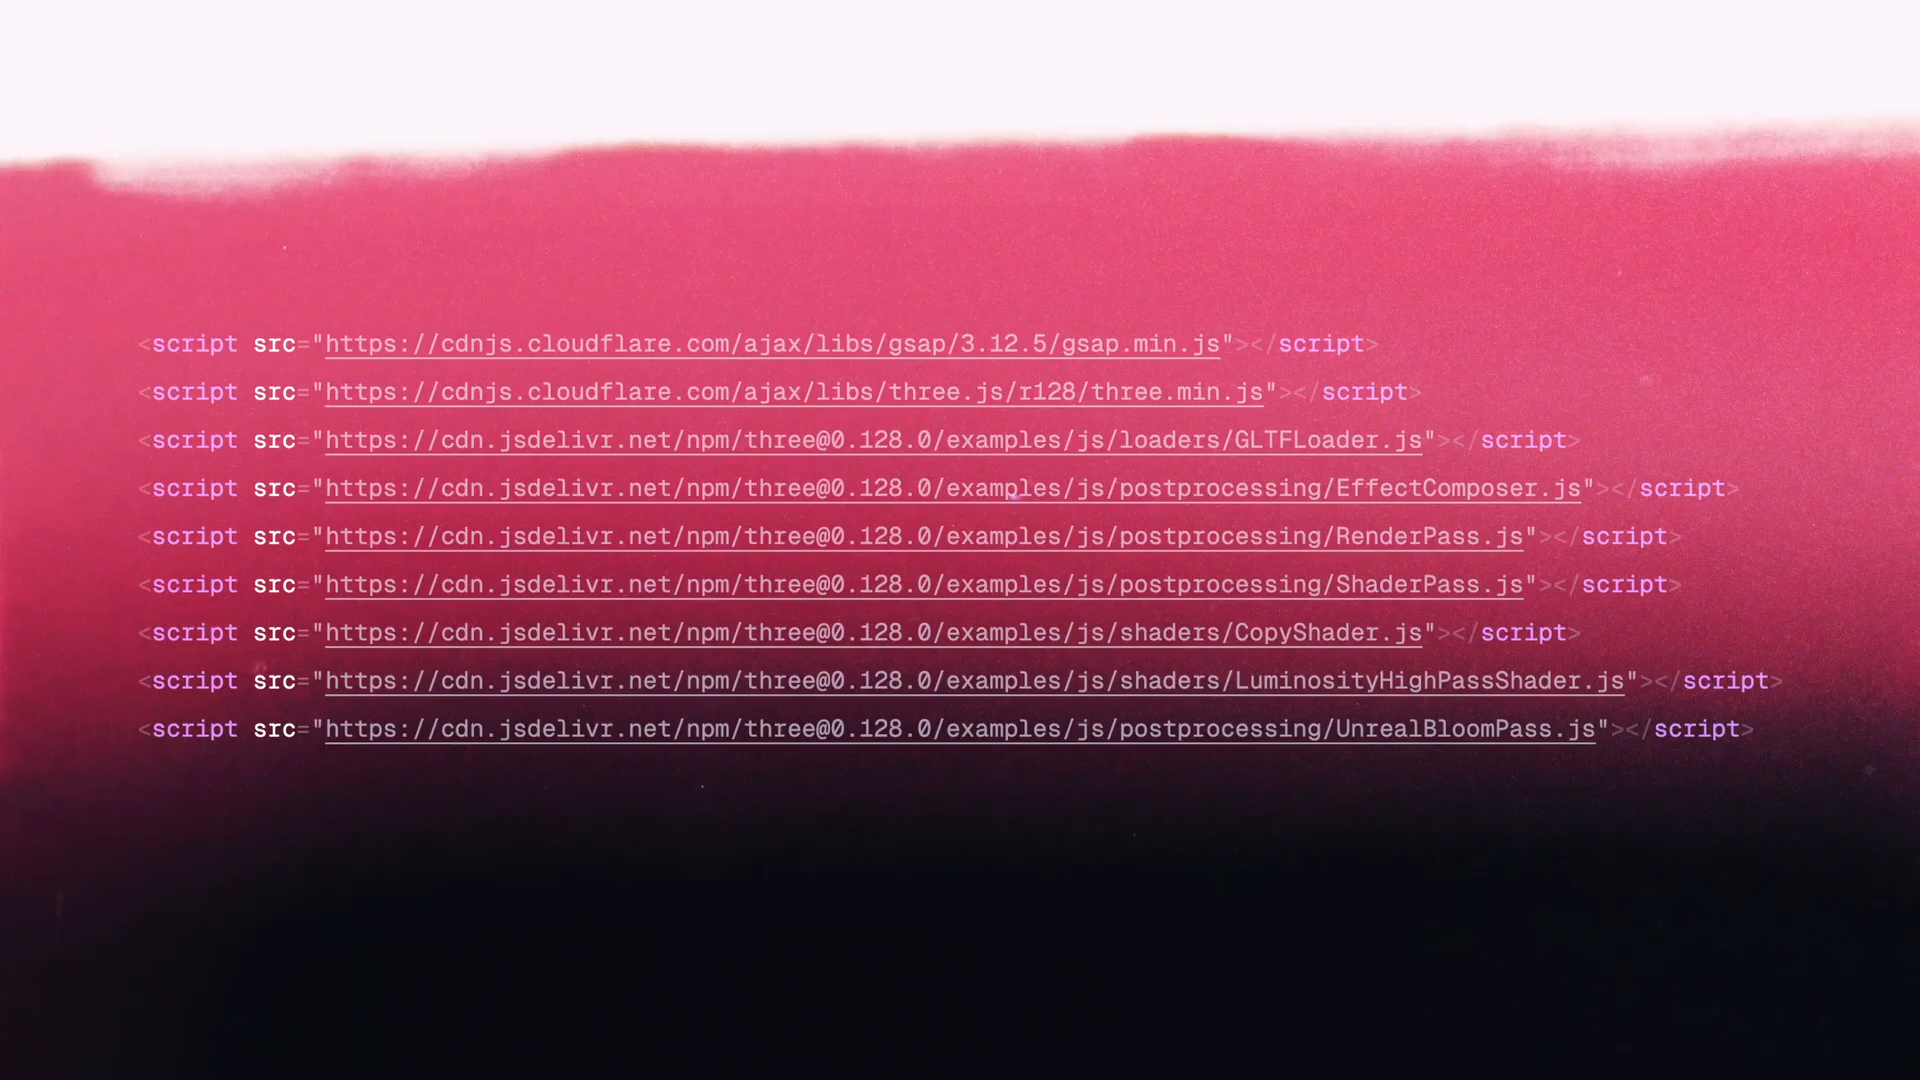 <script src="https://cdnjs.cloudflare.com/ajax/libs/gsap/3.12.5/gsap.min.js"></script>
<script src="https://cdnjs.cloudflare.com/ajax/libs/three.js/r128/three.min.js"></script>
<script src="https://cdn.jsdelivr.net/npm/three@0.128.0/examples/js/loaders/GLTFLoader.js"></script>
<script src="https://cdn.jsdelivr.net/npm/three@0.128.0/examples/js/postprocessing/EffectComposer.js"></script>
<script src="https://cdn.jsdelivr.net/npm/three@0.128.0/examples/js/postprocessing/RenderPass.js"></script>
<script src="https://cdn.jsdelivr.net/npm/three@0.128.0/examples/js/postprocessing/ShaderPass.js"></script>
<script src="https://cdn.jsdelivr.net/npm/three@0.128.0/examples/js/shaders/CopyShader.js"></script>
<script src="https://cdn.jsdelivr.net/npm/three@0.128.0/examples/js/shaders/LuminosityHighPassShader.js"></script>
<script src="https://cdn.jsdelivr.net/npm/three@0.128.0/examples/js/postprocessing/UnrealBloomPass.js"></script>